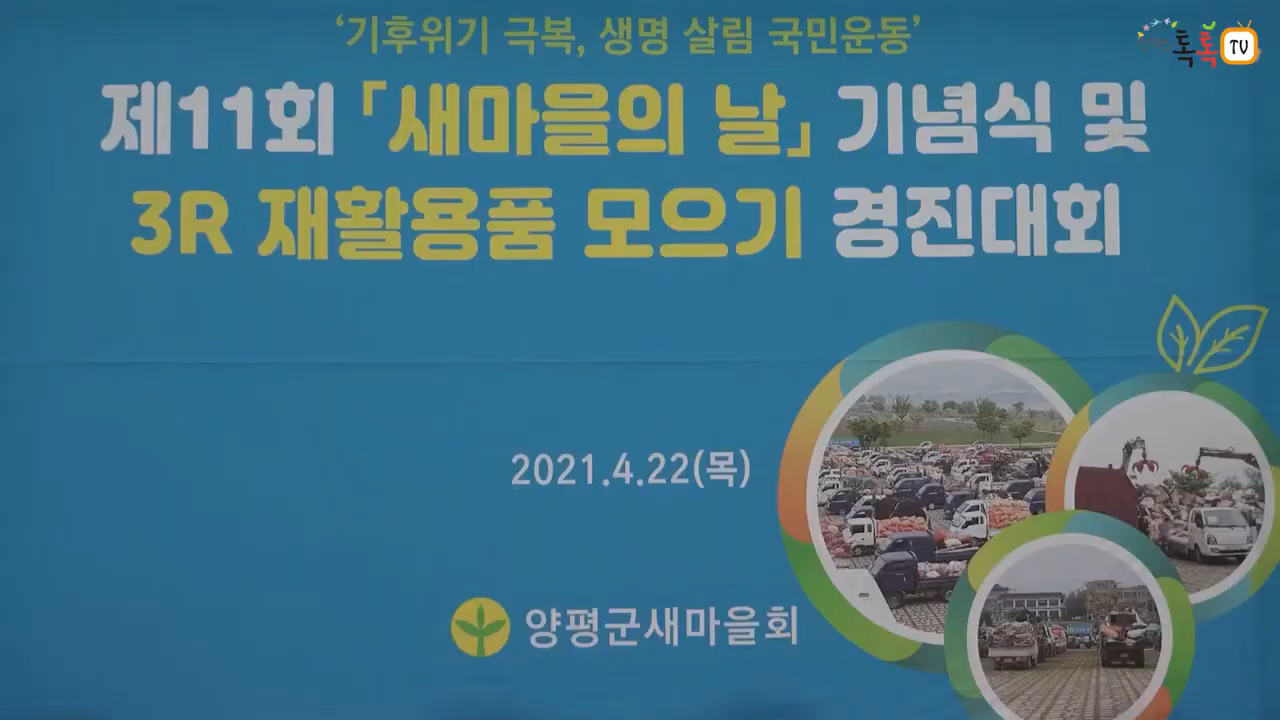 '기후위기 극복, 생명 살림 국민운동'
톡톡 TV
제11회 「새마을의 날」 기념식 및
3R 재활용품 모으기 경진대회
2021.4.22(목)
양평군새마을회